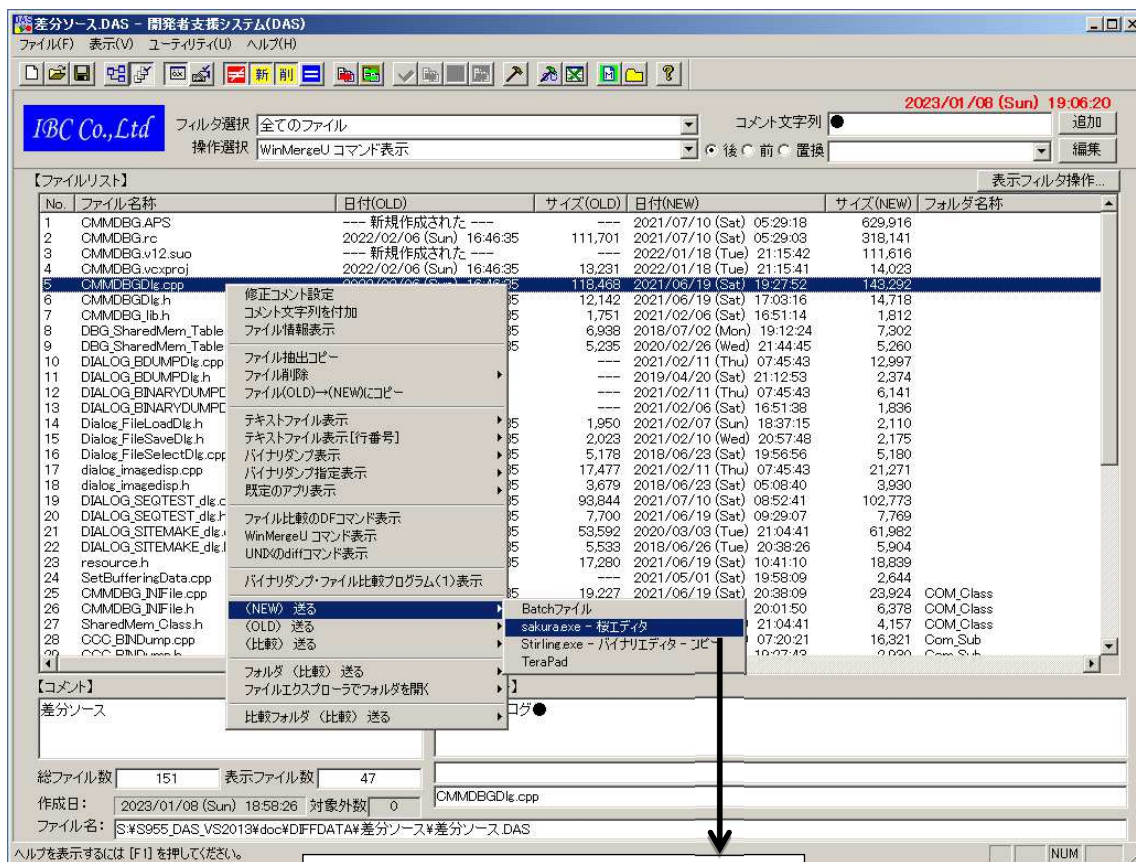 差分ソース.DAS - 開発者支援システム(DAS)
ファイル(F) 表示(V) ユーティリティ(U) ヘルプ(H)
新 削
2023/01/08 (Sun) 19:06:20
IBC Co.,Ltd フィルタ選択 全てのファイル コメント文字列 ● 追加
操作選択 WinMergeU コマンド表示 後 前 置換 編集
【ファイルリスト】 表示フィルタ操作...
No. ファイル名称 日付(OLD) サイズ(OLD) 日付(NEW) サイズ(NEW) フォルダ名称
1 CMMDBG.APS --- 新規作成された --- --- 2021/07/10 (Sat) 05:29:18 629,916
2 CMMDBG.rc 2022/02/06 (Sun) 16:46:35 111,701 2021/07/10 (Sat) 05:29:03 318,141
3 CMMDBG.v12.suo --- 新規作成された --- --- 2022/01/18 (Tue) 21:15:42 111,616
4 CMMDBG.vcxproj 2022/02/06 (Sun) 16:46:35 13,231 2022/01/18 (Tue) 21:15:41 14,023
5 CMMDBGDlg.cpp 118,468 2021/06/19 (Sat) 19:27:52 143,292
6 CMMDBGDlg.h 12,142 2021/06/19 (Sat) 17:03:16 14,718
7 CMMDBG_lib.h 1,751 2021/02/06 (Sat) 16:51:14 1,812
8 DBG_SharedMem_Table 6,938 2018/07/02 (Mon) 19:12:24 7,302
9 DBG_SharedMem_Table 5,235 2020/02/26 (Wed) 21:44:45 5,260
10 DIALOG_BDUMPDlg.cpp --- 2021/02/11 (Thu) 07:45:43 12,997
11 DIALOG_BDUMPDlg.h --- 2019/04/20 (Sat) 21:12:53 2,374
12 DIALOG_BINARYDUMPD --- 2021/02/11 (Thu) 07:45:43 6,141
13 DIALOG_BINARYDUMPD --- 2021/02/06 (Sat) 16:51:38 1,836
14 Dialog_FileLoadDlg.h 1,950 2021/02/07 (Sun) 18:37:15 2,110
15 Dialog_FileSaveDlg.h 2,023 2021/02/10 (Wed) 20:57:48 2,175
16 Dialog_FileSelectDlg.cpp 5,178 2018/06/23 (Sat) 19:56:56 5,180
17 dialog_imagedisp.cpp 17,477 2021/02/11 (Thu) 07:45:43 21,271
18 dialog_imagedisp.h 3,679 2018/06/23 (Sat) 05:08:40 3,930
19 DIALOG_SEQTEST_dlg.c 93,844 2021/07/10 (Sat) 08:52:41 102,773
20 DIALOG_SEQTEST_dlg.h 7,700 2021/06/19 (Sat) 09:29:07 7,769
21 DIALOG_SITEMAKE_dlg. 53,592 2020/03/03 (Tue) 21:04:41 61,982
22 DIALOG_SITEMAKE_dlg. 5,533 2018/06/26 (Tue) 20:38:26 5,904
23 resource.h 17,280 2021/06/19 (Sat) 10:41:10 18,839
24 SetBufferingData.cpp --- 2021/05/01 (Sat) 19:58:09 2,644
25 CMMDBG_INIFile.cpp 19,227 2021/06/19 (Sat) 20:38:09 23,924 COM_Class
26 CMMDBG_INIFile.h 20:01:50 6,378 COM_Class
27 SharedMem_Class.h 21:04:41 4,157 COM_Class
28 CCC_BINDump.cpp 07:20:21 16,321 Com_Sub
修正コメント設定
コメント文字列を付加
ファイル情報表示
ファイル抽出コピー
ファイル削除
ファイル(OLD)→(NEW)にコピー
テキストファイル表示
テキストファイル表示[行番号]
バイナリダンプ表示
バイナリダンプ指定表示
既定のアプリ表示
ファイル比較のDFコマンド表示
WinMergeU コマンド表示
UNIXのdiffコマンド表示
バイナリダンプ・ファイル比較プログラム(1)表示
(NEW) 送る
(OLD) 送る
(比較) 送る
フォルダ (比較) 送る
ファイルエクスプローラでフォルダを開く
比較フォルダ (比較) 送る
Batchファイル
sakura.exe - 桜エディタ
Stirling.exe - バイナリエディター - コピー
TeraPad
【コメント】
差分ソース
ログ●
総ファイル数 151 表示ファイル数 47
作成日: 2023/01/08 (Sun) 18:58:26 対象外数 0
CMMDBGDlg.cpp
ファイル名: S:¥S955_DAS_VS2013¥doc¥DIFFDATA¥差分ソース¥差分ソース.DAS
ヘルプを表示するには [F1] を押してください。 NUM